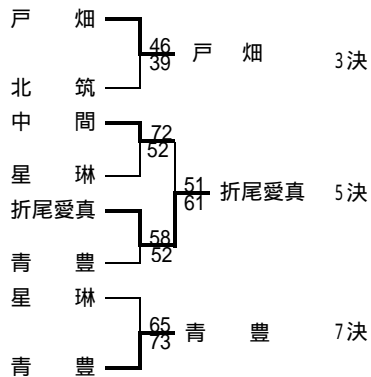 戸 畑
46
39
戸 畑 3決
北 筑
中 間
72
52
星 琳
51
61
折尾愛真 5決
折尾愛真
58
52
青 豊
星 琳
65
73
青 豊 7決
青 豊